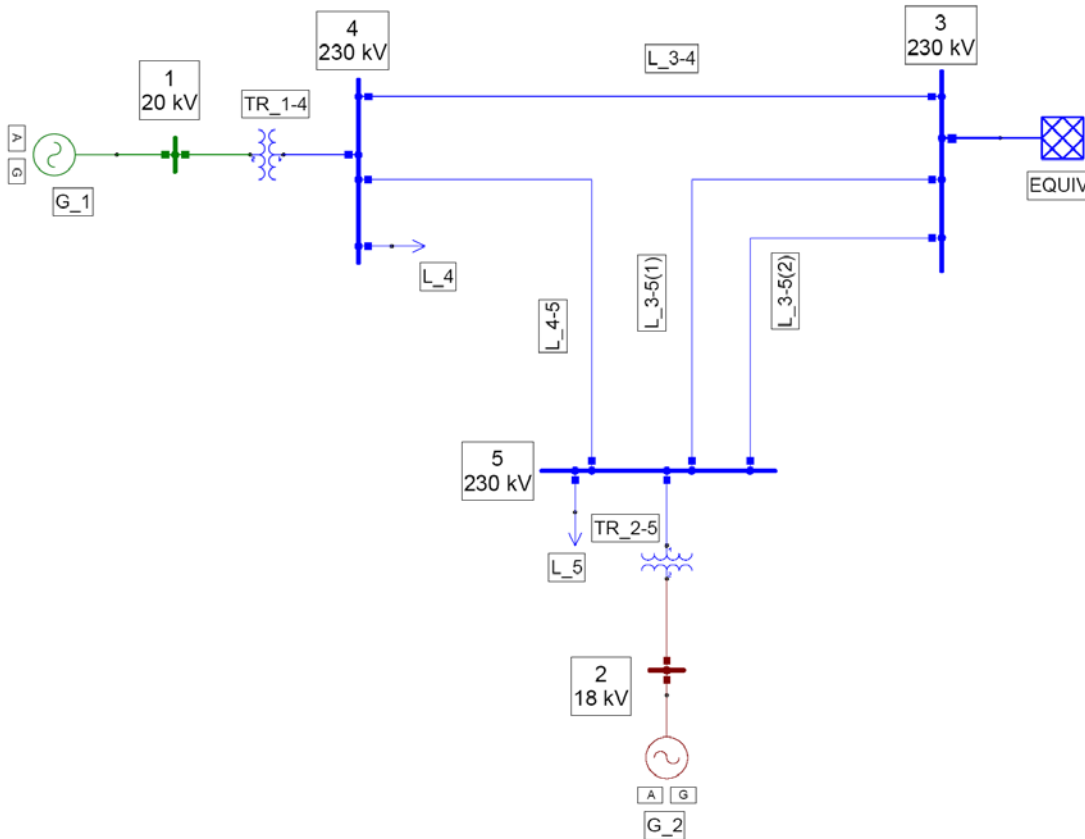 4
230 kV
3
230 kV
L_3-4
1
20 kV
TR_1-4
A
G
G_1
EQUIV
L_4
L_4-5
L_3-5(1)
L_3-5(2)
5
230 kV
TR_2-5
L_5
2
18 kV
A G
G_2